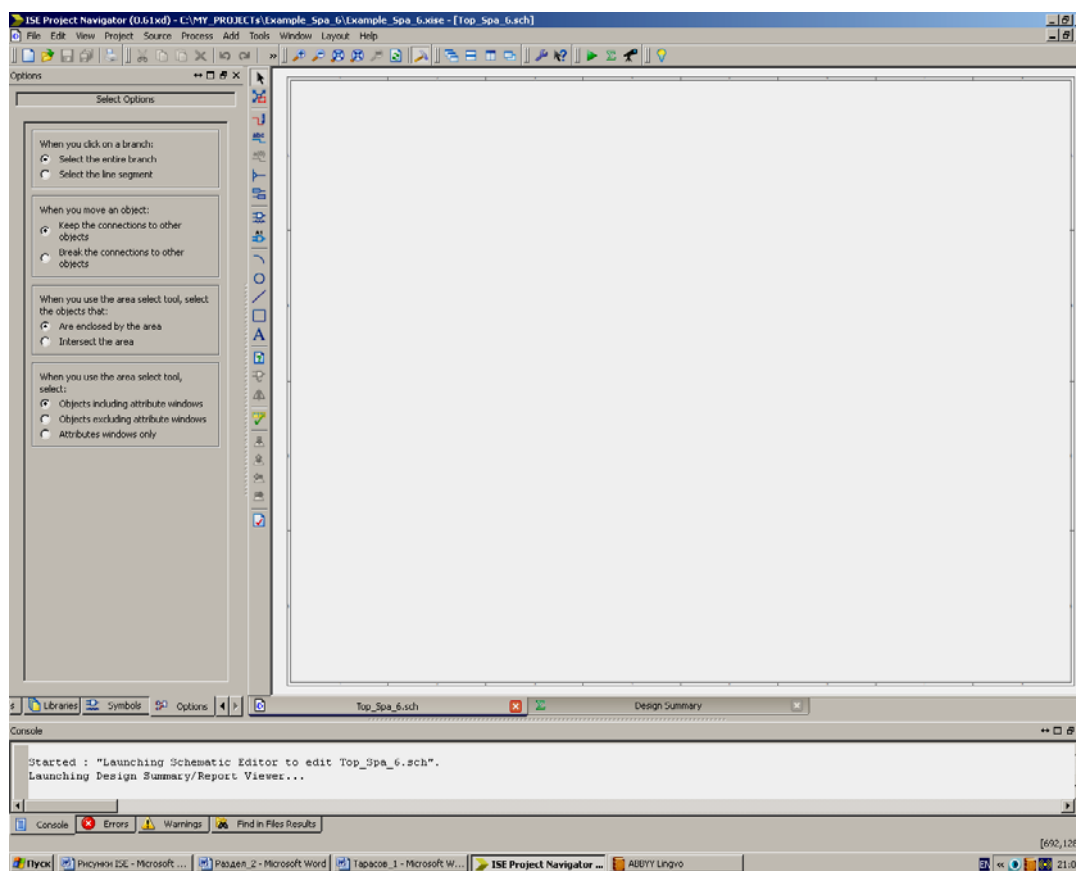 ISE Project Navigator (0.61xd) - C:\MY_PROJECTs\Example_Spa_6\Example_Spa_6.xise - [Top_Spa_6.sch]
File Edit View Project Source Process Add Tools Window Layout Help
»
Options
Select Options
When you click on a branch:
Select the entire branch
Select the line segment
When you move an object:
Keep the connections to other
objects
Break the connections to other
objects
When you use the area select tool, select
the objects that:
Are enclosed by the area
Intersect the area
When you use the area select tool,
select:
Objects including attribute windows
Objects excluding attribute windows
Attributes windows only
abc
A
s Libraries Symbols Options Top_Spa_6.sch Σ Design Summary
Console
Started : "Launching Schematic Editor to edit Top_Spa_6.sch".
Launching Design Summary/Report Viewer...
Console Errors Warnings Find in Files Results
[692,128
Пуск Рисунки ISE - Microsoft ... Раздел_2 - Microsoft Word Тарасов_1 - Microsoft W... ISE Project Navigator ... ABBYY Lingvo EN « 21:0